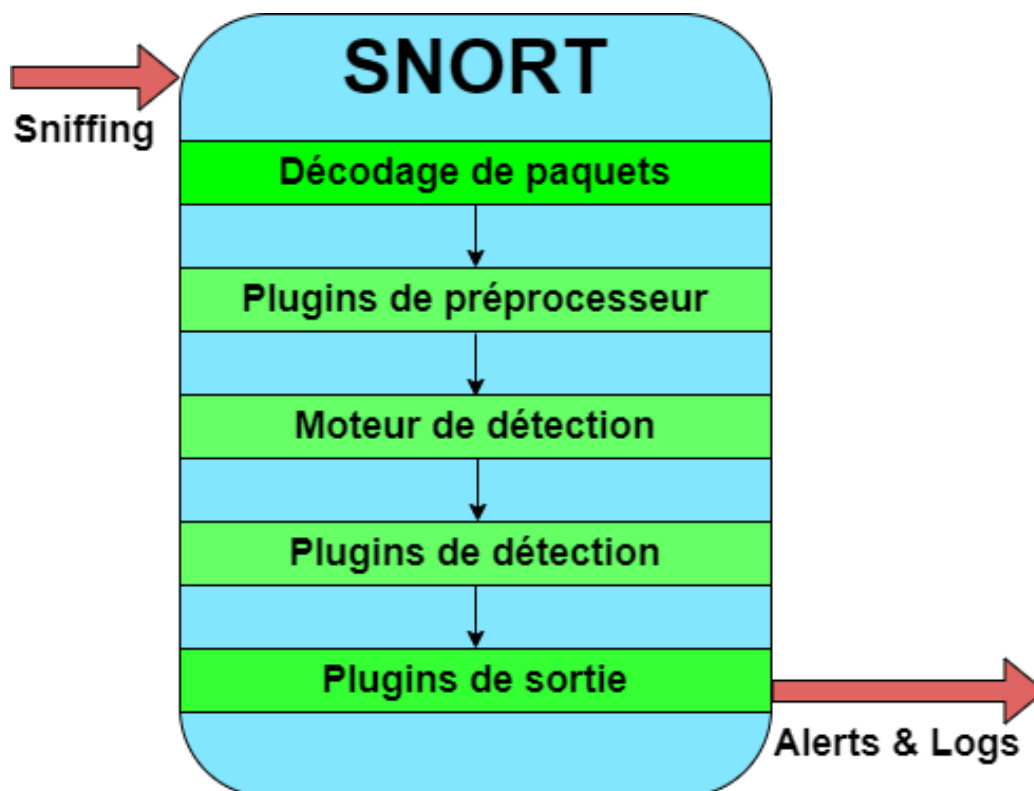 SNORT
Sniffing
Décodage de paquets
Plugins de préprocesseur
Moteur de détection
Plugins de détection
Plugins de sortie
Alerts & Logs